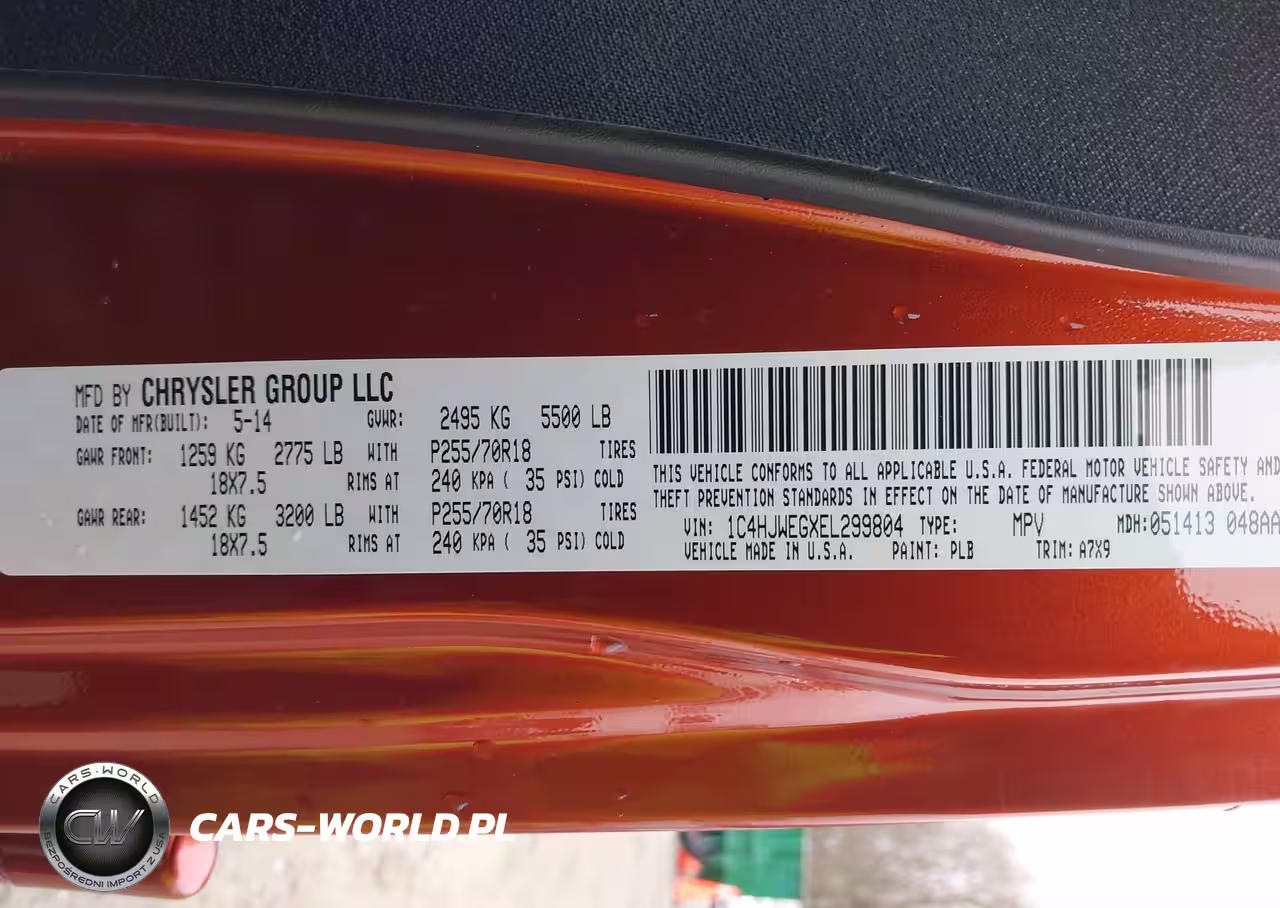 MFD BY CHRYSLER GROUP LLC
DATE OF MFR(BUILT): 5-14 GVWR: 2495 KG 5500 LB
GAWR FRONT: 1259 KG 2775 LB WITH P255/70R18 TIRES
18X7.5 RIMS AT 240 KPA ( 35 PSI) COLD
GAWR REAR: 1452 KG 3200 LB WITH P255/70R18 TIRES
18X7.5 RIMS AT 240 KPA ( 35 PSI) COLD
THIS VEHICLE CONFORMS TO ALL APPLICABLE U.S.A. FEDERAL MOTOR VEHICLE SAFETY AND
THEFT PREVENTION STANDARDS IN EFFECT ON THE DATE OF MANUFACTURE SHOWN ABOVE.
VIN: 1C4HJWEGXEL299804 TYPE: MPV MDH:051413 048AA
VEHICLE MADE IN U.S.A. PAINT: PLB TRIM: A7X9
CARS-WORLD
CW
BEZPOŚREDNI IMPORT Z USA
CARS-WORLD.PL